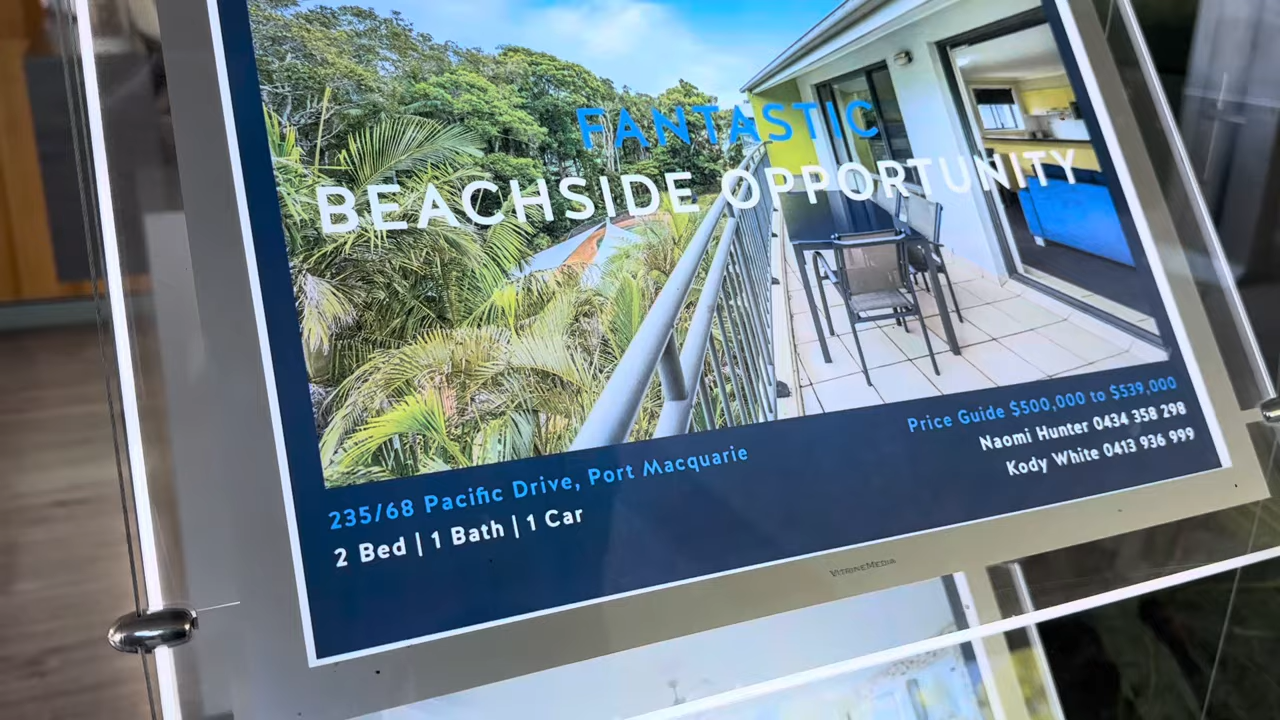 FANTASTIC
BEACHSIDE OPPORTUNITY
235/68 Pacific Drive, Port Macquarie
2 Bed | 1 Bath | 1 Car
Price Guide $500,000 to $539,000
Naomi Hunter 0434 358 298
Kody White 0413 936 999
VITRINEMEDIA